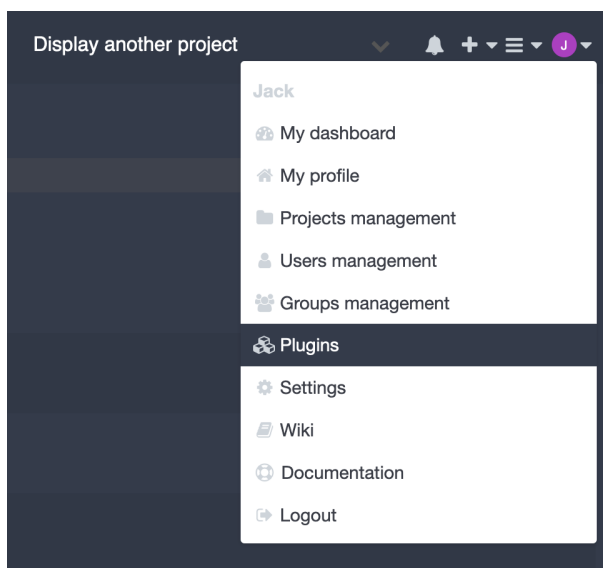 Display another project
J
Jack
My dashboard
My profile
Projects management
Users management
Groups management
Plugins
Settings
Wiki
Documentation
Logout